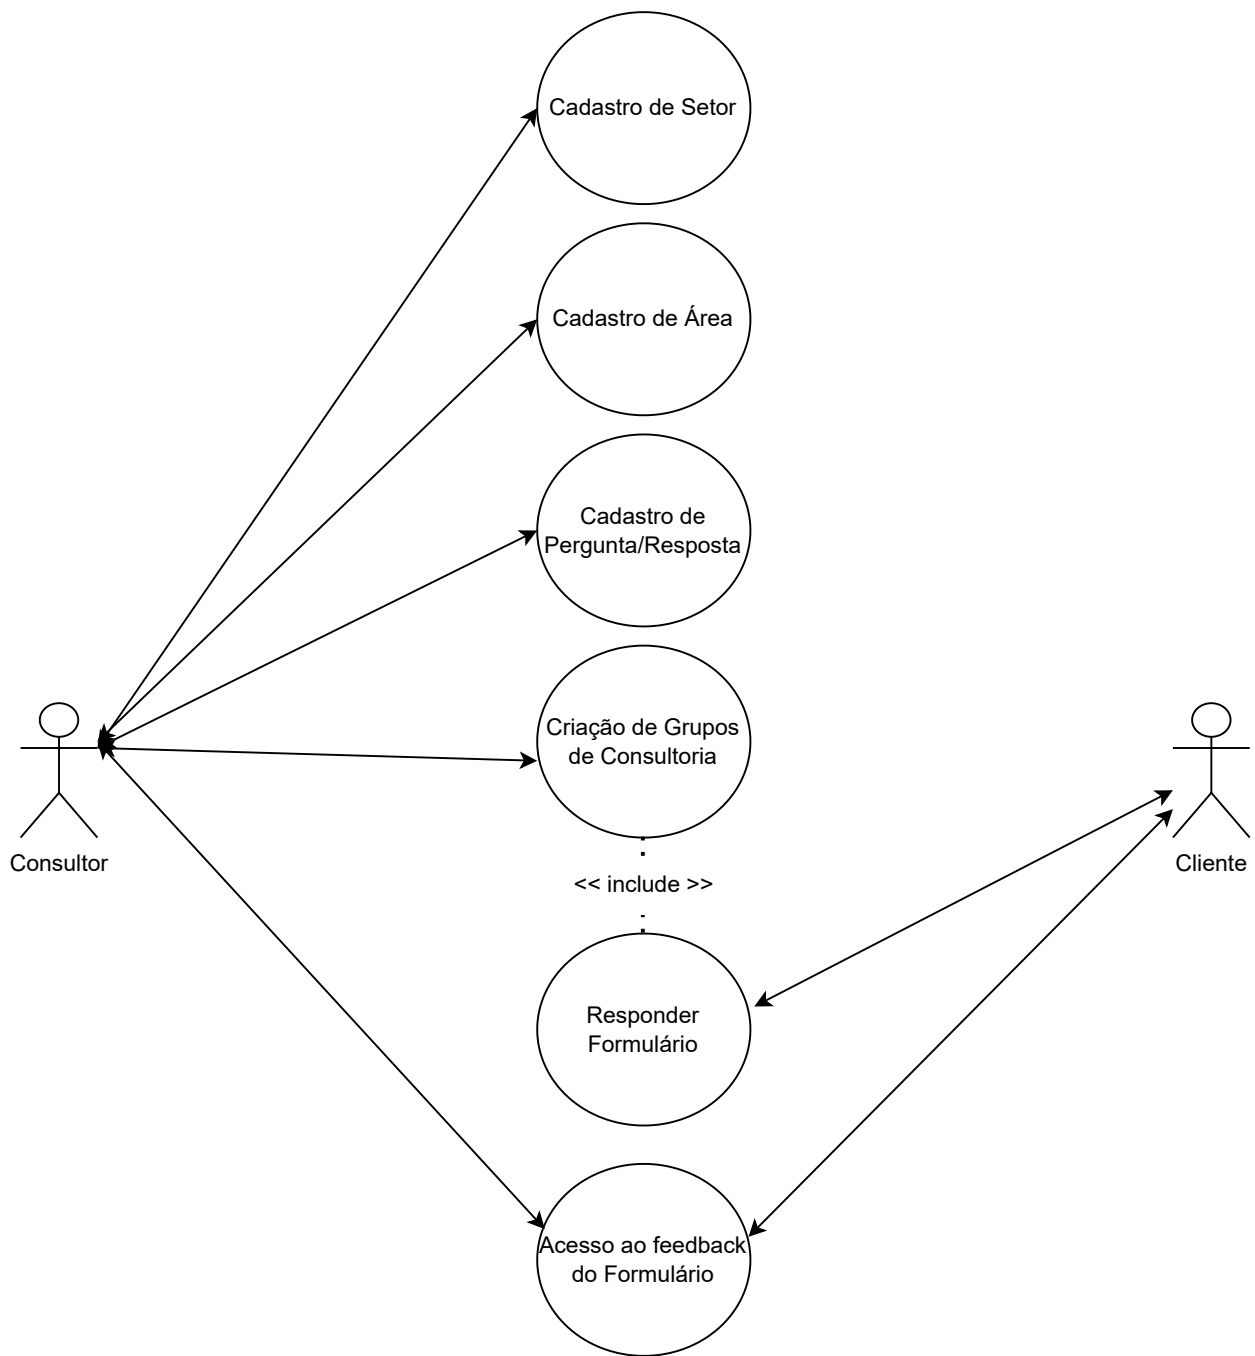 Cadastro de Setor
Cadastro de Área
Cadastro de
Pergunta/Resposta
Criação de Grupos
de Consultoria
Consultor
Cliente
<< include >>
Responder
Formulário
Acesso ao feedback
do Formulário